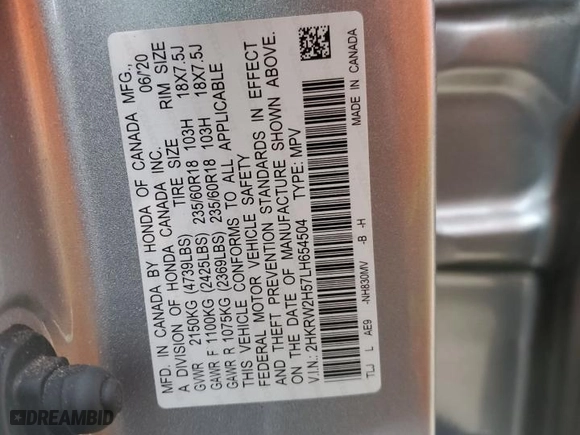 MFD. IN CANADA BY HONDA OF CANADA MFG.,
A DIVISION OF HONDA CANADA INC. 06/20
TIRE SIZE RIM SIZE
GVWR 2150KG (4739LBS)
GAWR F 1100KG (2425LBS) 235/60R18 103H 18X7.5J
GAWR R 1075KG (2369LBS) 235/60R18 103H 18X7.5J
THIS VEHICLE CONFORMS TO ALL APPLICABLE
FEDERAL MOTOR VEHICLE SAFETY
AND THEFT PREVENTION STANDARDS IN EFFECT
ON THE DATE OF MANUFACTURE SHOWN ABOVE.
V.I.N.: 2HKRW2H57LH654504 TYPE: MPV
TLJ L AE9 -NH830MV -B -H MADE IN CANADA
DREAMBID